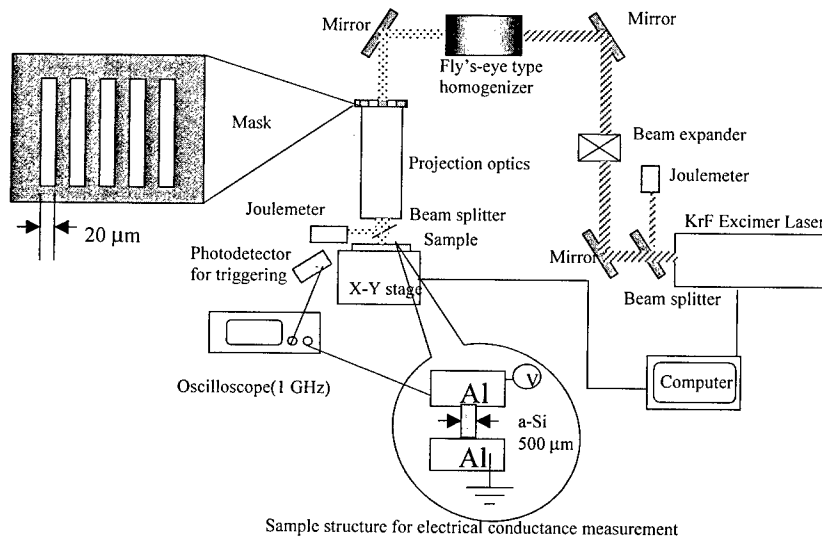 Mirror
Mirror
Fly's-eye type
homogenizer
Mask
Beam expander
Projection optics
Joulemeter
Joulemeter
Beam splitter
Sample
KrF Excimer Laser
20 μm
Photodetector
for triggering
Mirror
X-Y stage
Beam splitter
Oscilloscope(1 GHz)
Computer
Al
V
a-Si
500 μm
Al
Sample structure for electrical conductance measurement